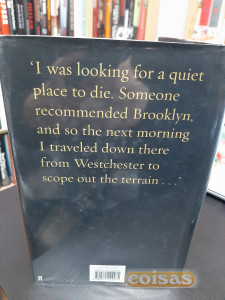 'I was looking for a quiet
place to die. Someone
recommended Brooklyn,
and so the next morning
I traveled down there
from Westchester to
scope out the terrain . . .'
ff
coisas